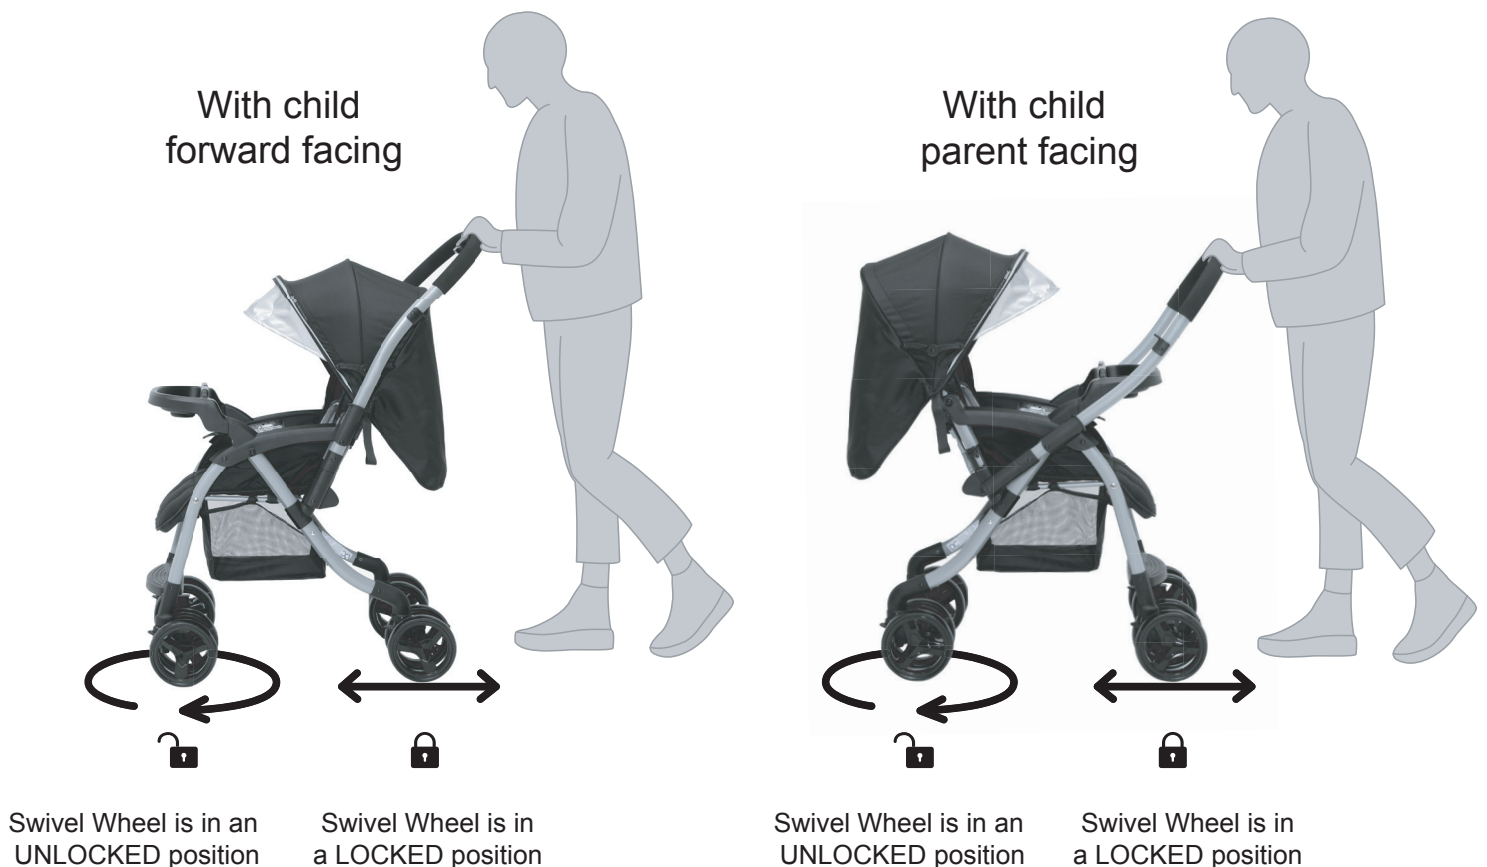 With child
forward facing
With child
parent facing
Swivel Wheel is in an
UNLOCKED position
Swivel Wheel is in
a LOCKED position
Swivel Wheel is in an
UNLOCKED position
Swivel Wheel is in
a LOCKED position